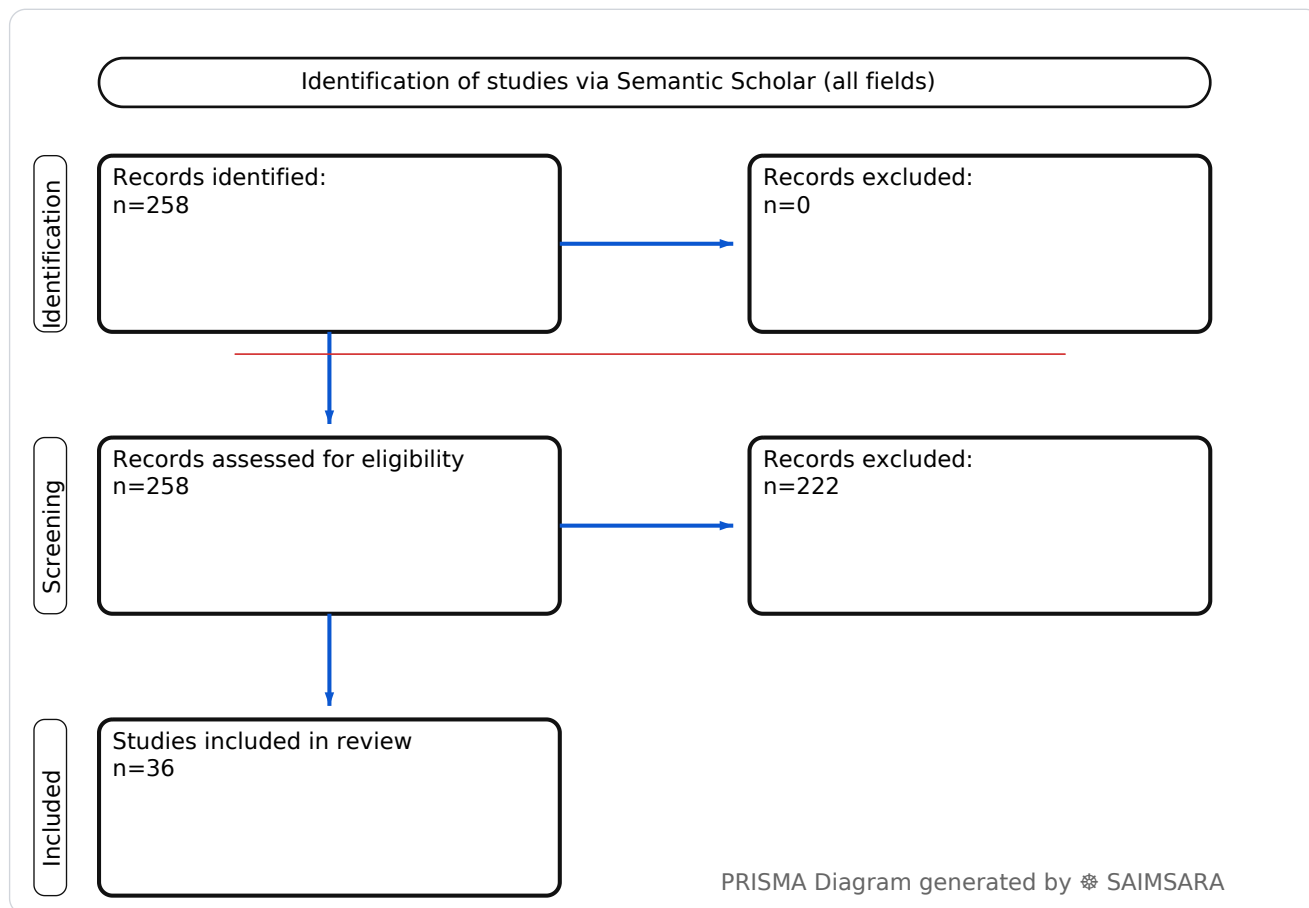 Identification of studies via Semantic Scholar (all fields)
Identification
Records identified:
n=258
Records excluded:
n=0
Screening
Records assessed for eligibility
n=258
Records excluded:
n=222
Included
Studies included in review
n=36
PRISMA Diagram generated by ☸ SAIMSARA